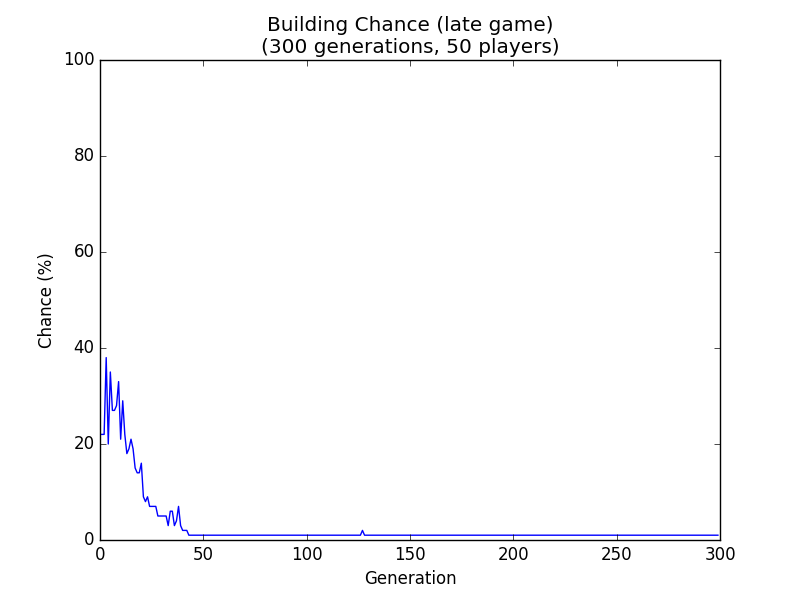 Building Chance (late game)
(300 generations, 50 players)
100
80
60
40
20
0
Chance (%)
0 50 100 150 200 250 300
Generation